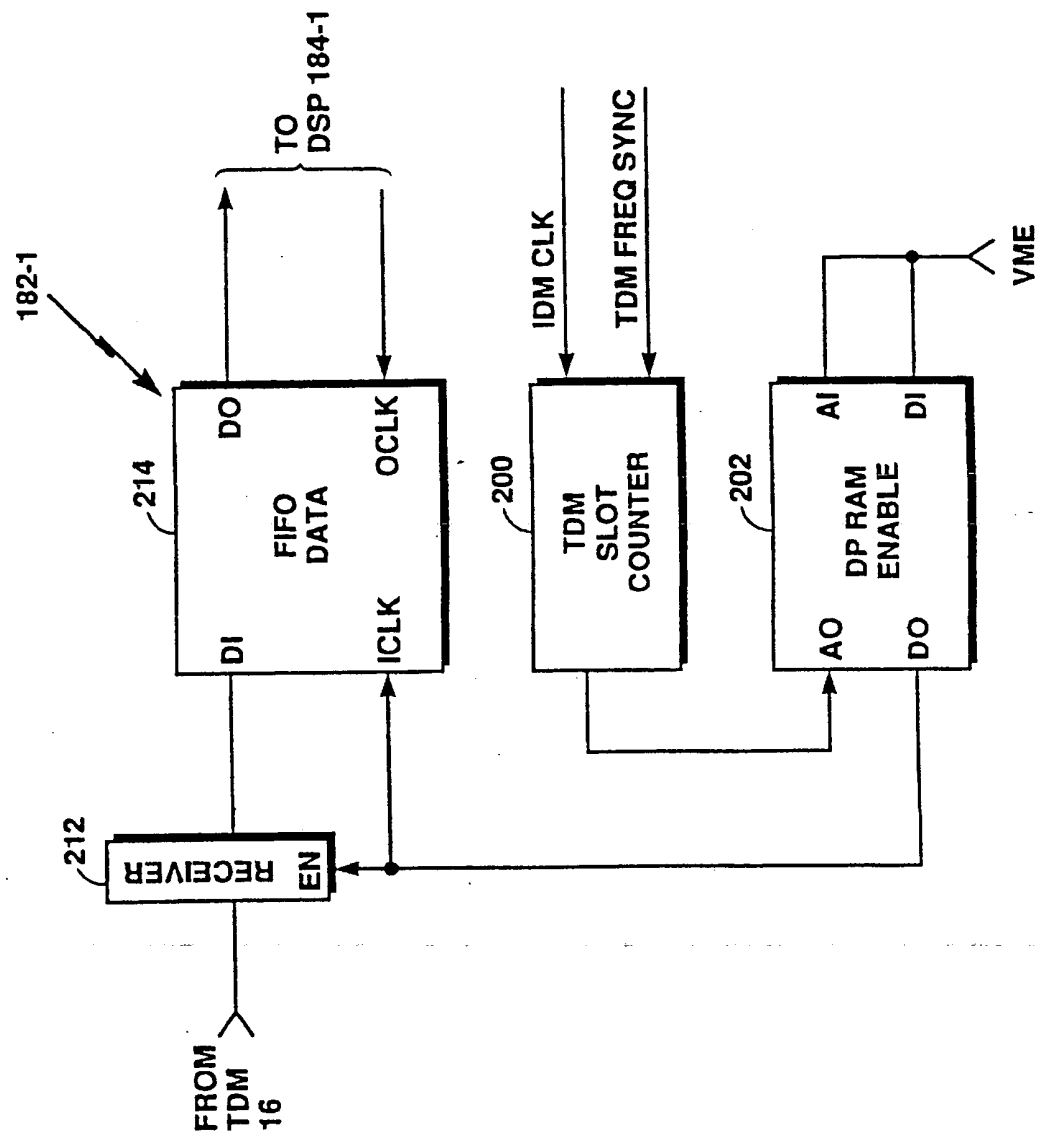 182-1
FROM
TDM
16
212
RECEIVER
EN
214
DI
DO
FIFO
DATA
ICLK
OCLK
TO
DSP 184-1
200
TDM
SLOT
COUNTER
IDM CLK
TDM FREQ SYNC
202
AO
AI
DP RAM
ENABLE
DO
DI
VME